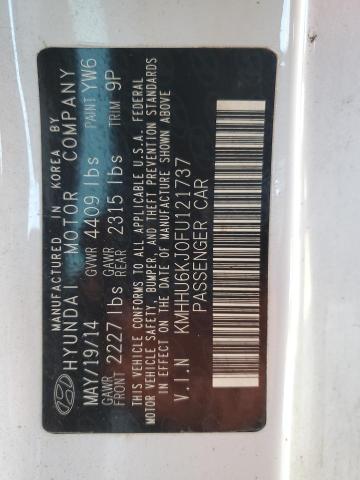 MANUFACTURED IN KOREA BY
HYUNDAI MOTOR COMPANY
MAY/19/14 GVWR 4409 lbs PAINT YW6
GAWR FRONT 2227 lbs GAWR REAR 2315 lbs TRIM 9P
THIS VEHICLE CONFORMS TO ALL APPLICABLE U.S.A. FEDERAL
MOTOR VEHICLE SAFETY, BUMPER, AND THEFT PREVENTION STANDARDS
IN EFFECT ON THE DATE OF MANUFACTURE SHOWN ABOVE
V.I.N KMHHU6KJ0FU121737
PASSENGER CAR